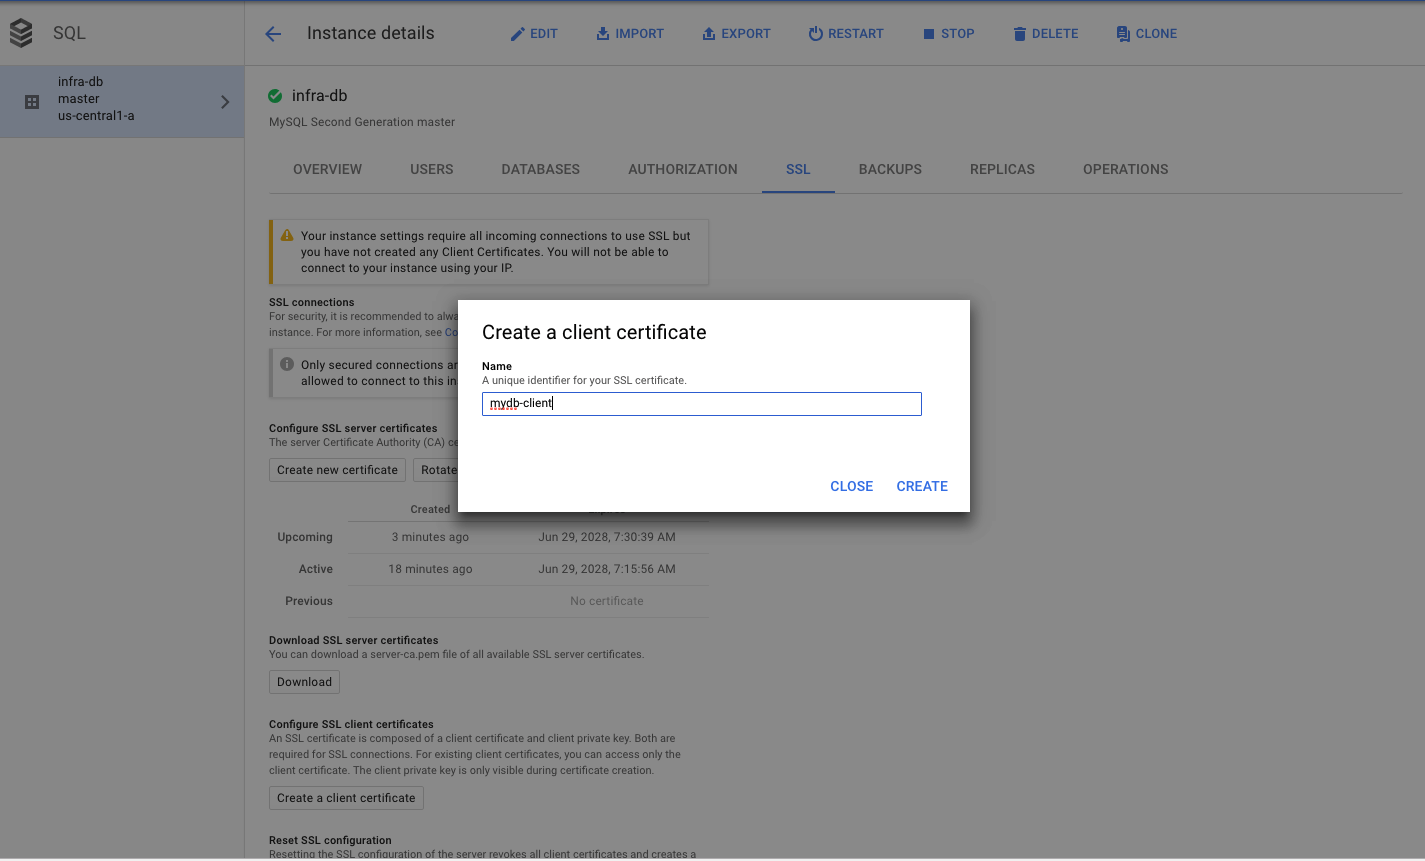 SQL
Instance details
EDIT
IMPORT
EXPORT
RESTART
STOP
DELETE
CLONE
infra-db
master
us-central1-a
infra-db
MySQL Second Generation master
OVERVIEW
USERS
DATABASES
AUTHORIZATION
SSL
BACKUPS
REPLICAS
OPERATIONS
Your instance settings require all incoming connections to use SSL but
you have not created any Client Certificates. You will not be able to
connect to your instance using your IP.
SSL connections
For security, it is recommended to alwa
instance. For more information, see Co
Only secured connections ar
allowed to connect to this in
Configure SSL server certificates
The server Certificate Authority (CA) ce
Create new certificate
Rotate
Create a client certificate
Name
A unique identifier for your SSL certificate.
mydb-client
CLOSE
CREATE
Created
Upcoming 3 minutes ago Jun 29, 2028, 7:30:39 AM
Active 18 minutes ago Jun 29, 2028, 7:15:56 AM
Previous No certificate
Download SSL server certificates
You can download a server-ca.pem file of all available SSL server certificates.
Download
Configure SSL client certificates
An SSL certificate is composed of a client certificate and client private key. Both are
required for SSL connections. For existing client certificates, you can access only the
client certificate. The client private key is only visible during certificate creation.
Create a client certificate
Reset SSL configuration
Resetting the SSL configuration of the server revokes all client certificates and creates a